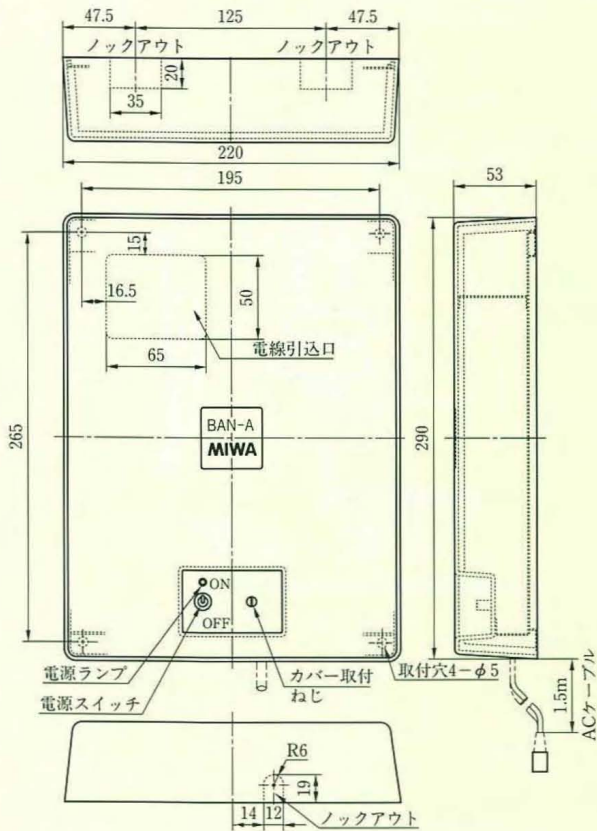 47.5
125
47.5
ノックアウト
ノックアウト
20
35
220
195
53
15
16.5
50
電線引込口
65
265
290
BAN-A
MIWA
ON
OFF
電源ランプ
カバー取付
ねじ
取付穴4-φ5
電源スイッチ
1.5m
ACケーブル
R6
19
14
12
ノックアウト